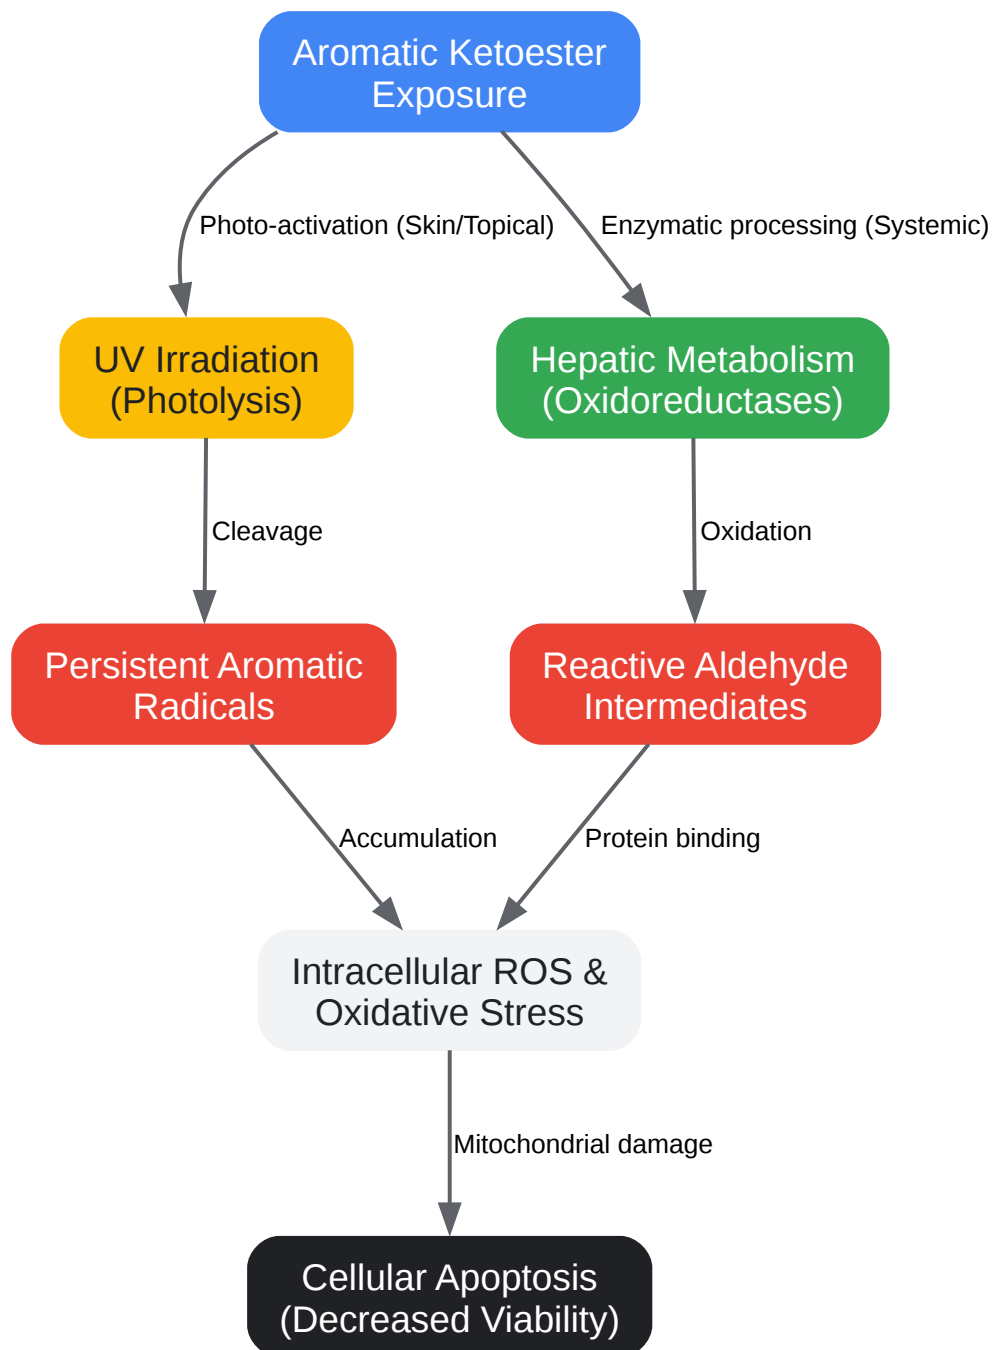 Aromatic Ketoester
Exposure
Photo-activation (Skin/Topical)
Enzymatic processing (Systemic)
UV Irradiation
(Photolysis)
Hepatic Metabolism
(Oxidoreductases)
Cleavage
Oxidation
Persistent Aromatic
Radicals
Reactive Aldehyde
Intermediates
Accumulation
Protein binding
Intracellular ROS &
Oxidative Stress
Mitochondrial damage
Cellular Apoptosis
(Decreased Viability)